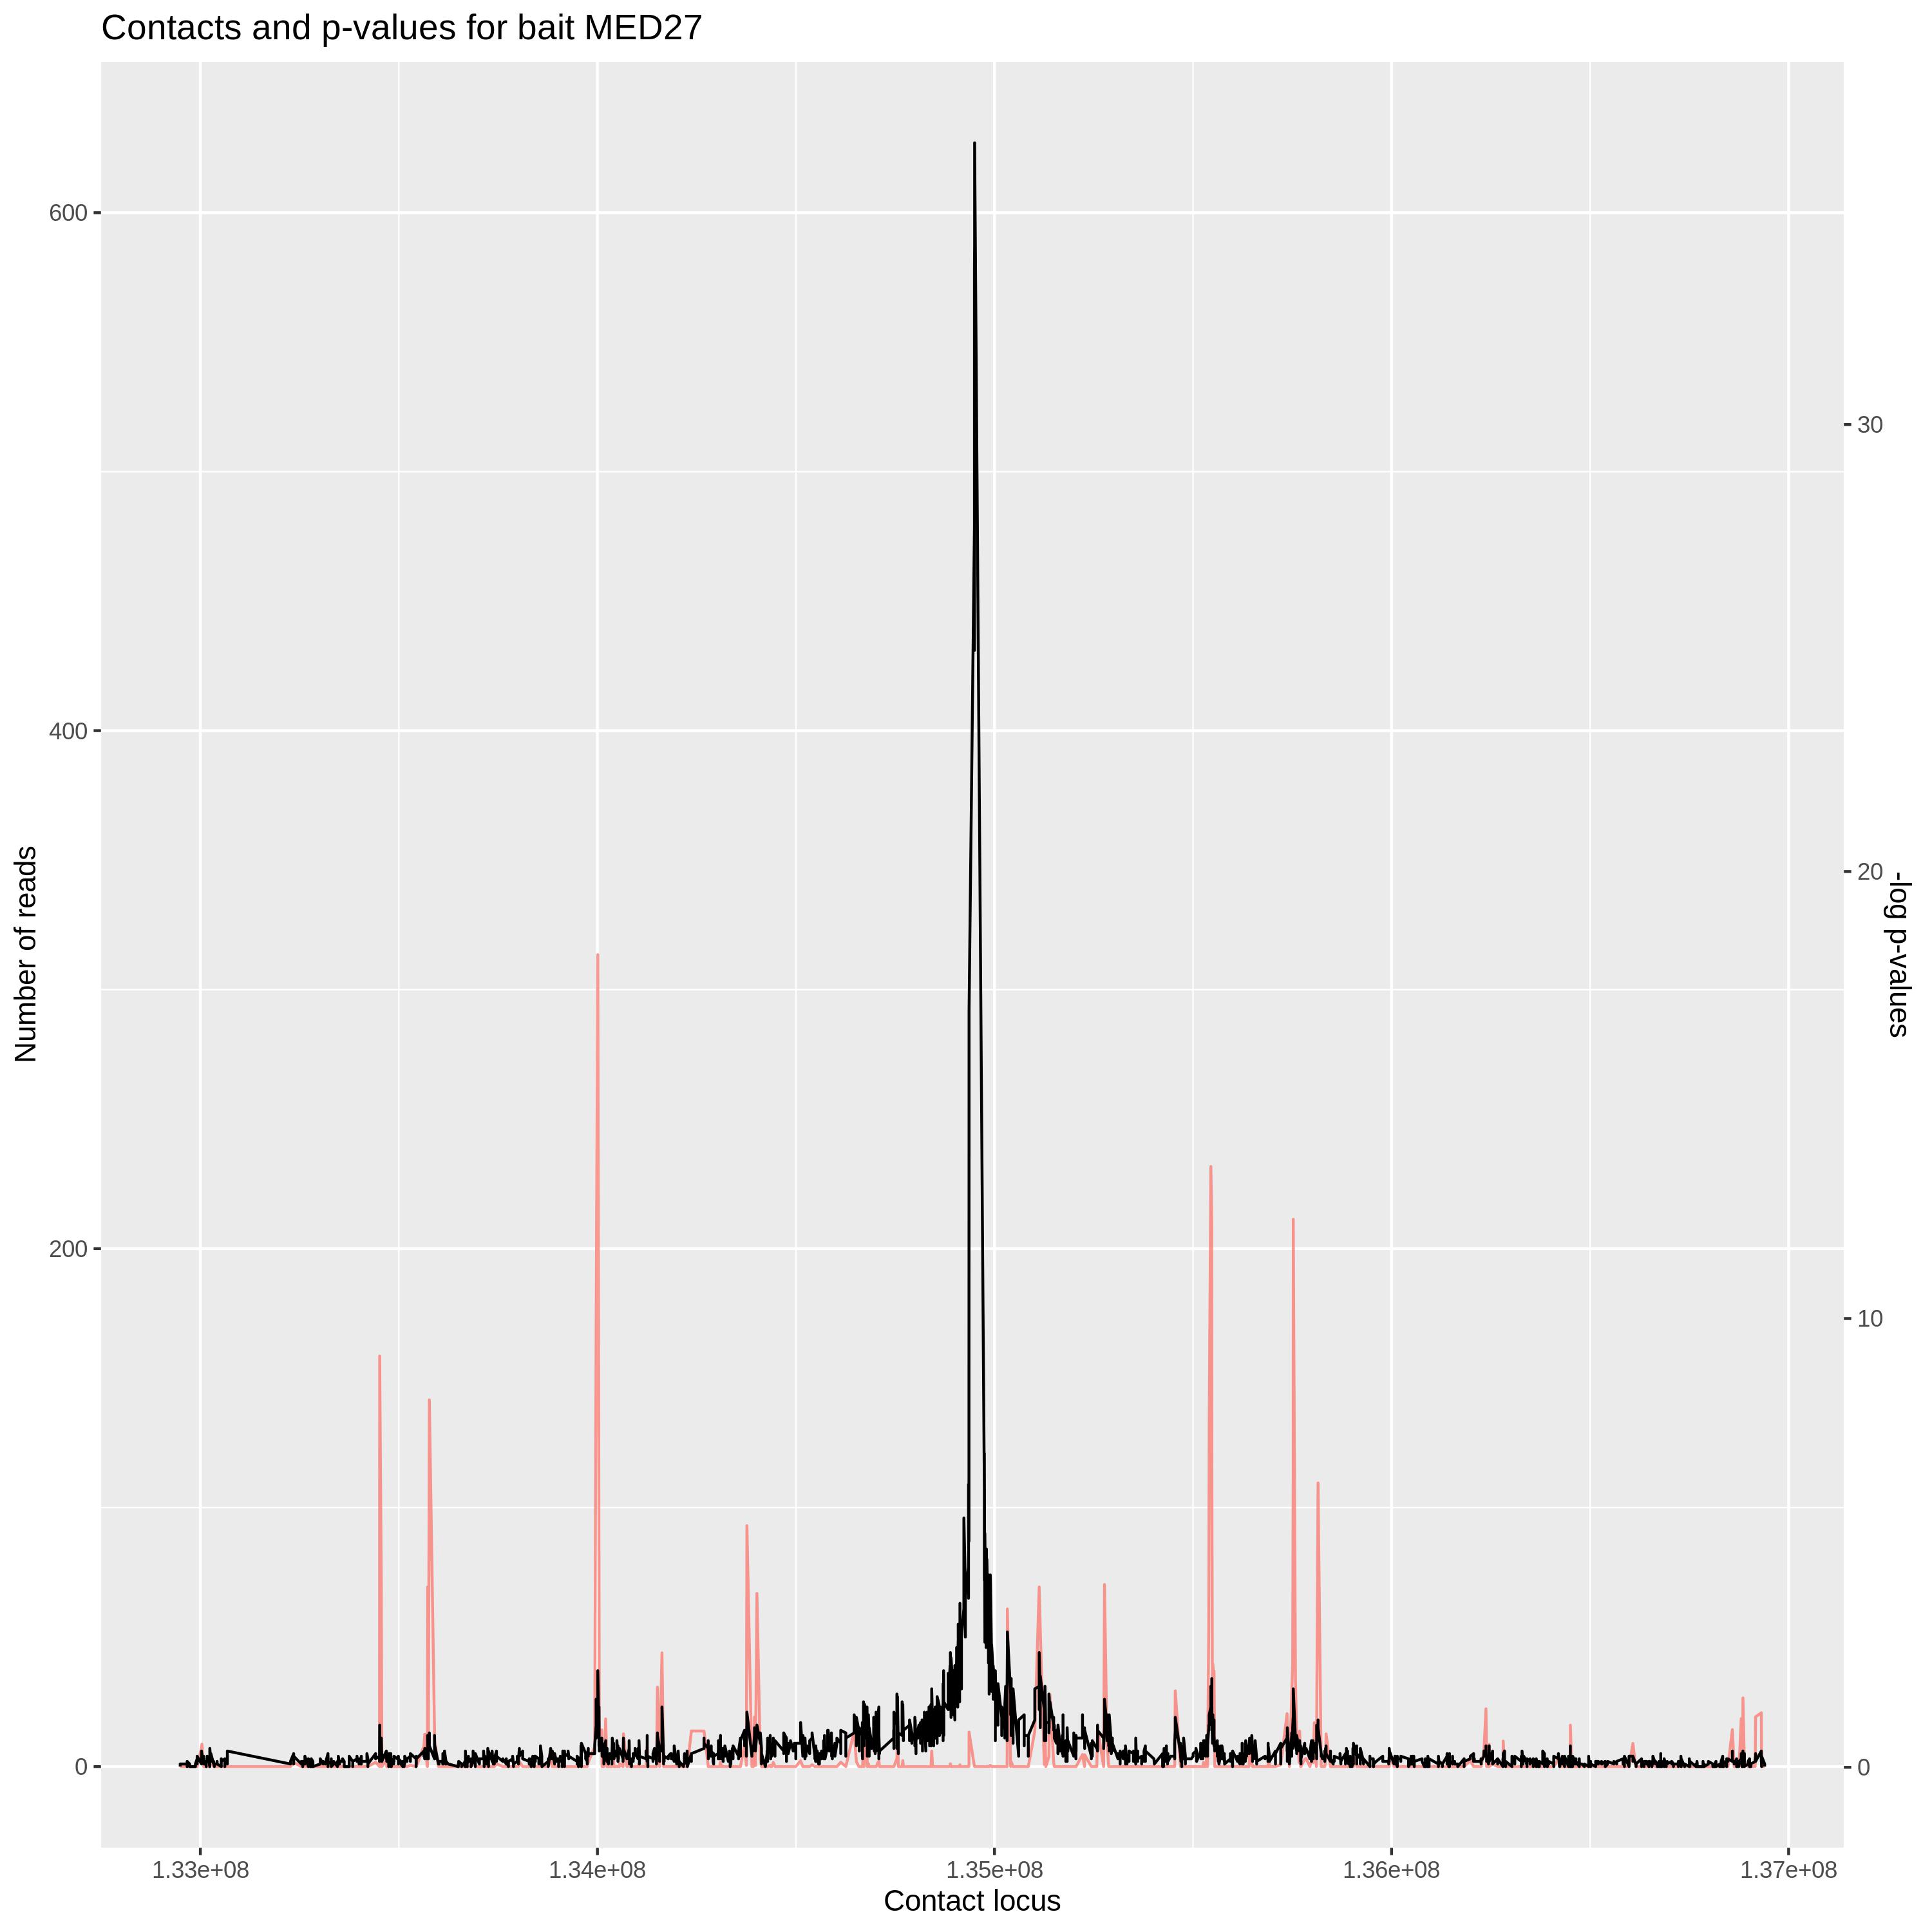 Contacts and p-values for bait MED27
600
400
200
0
Number of reads
30
20
10
0
-log p-values
1.33e+08
1.34e+08
1.35e+08
1.36e+08
1.37e+08
Contact locus